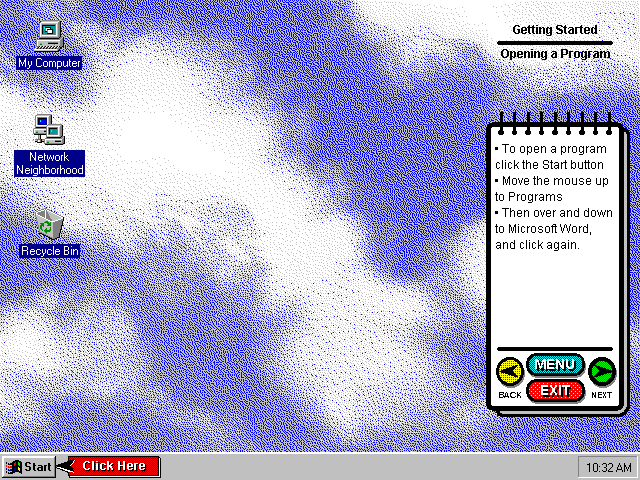 Getting Started
Opening a Program
My Computer
Network
Neighborhood
Recycle Bin
• To open a program
click the Start button
• Move the mouse up
to Programs
• Then over and down
to Microsoft Word,
and click again.
MENU
EXIT
BACK
NEXT
Start
Click Here
10:32 AM